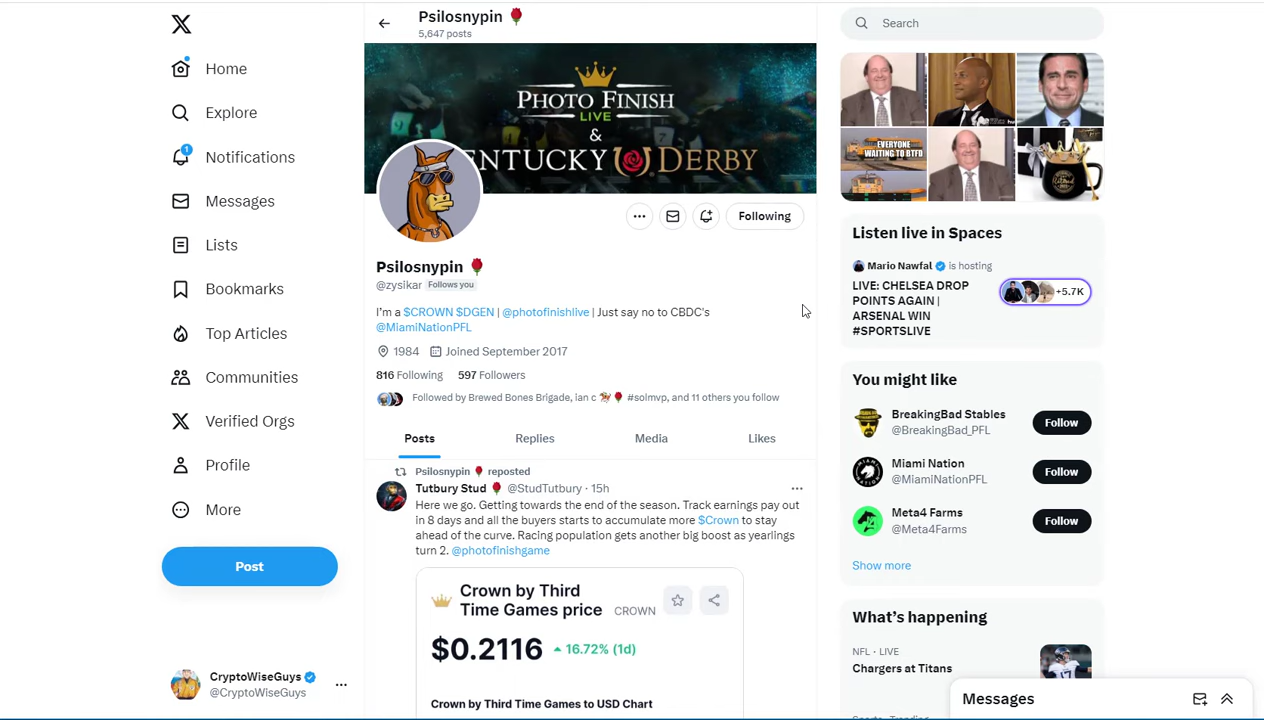 Psilosnypin
5,647 posts
Home
Explore
1
Notifications
Messages
Lists
Bookmarks
Top Articles
Communities
Verified Orgs
Profile
More
Post
CryptoWiseGuys
@CryptoWiseGuys
PHOTO FINISH
LIVE
&
ENTUCKY DERBY
Following
Psilosnypin
@zysikar Follows you
I'm a $CROWN $DGEN | @photofinishlive | Just say no to CBDC's
@MiamiNationPFL
1984 Joined September 2017
816 Following 597 Followers
Followed by Brewed Bones Brigade, ian c #solmvp, and 11 others you follow
Posts Replies Media Likes
Psilosnypin reposted
Tutbury Stud @StudTutbury · 15h
Here we go. Getting towards the end of the season. Track earnings pay out
in 8 days and all the buyers starts to accumulate more $Crown to stay
ahead of the curve. Racing population gets another big boost as yearlings
turn 2. @photofinishgame
Crown by Third
Time Games price CROWN
$0.2116 16.72% (1d)
Crown by Third Time Games to USD Chart
Search
EVERYONE
WAITING TO BTFD
Listen live in Spaces
Mario Nawfal is hosting
LIVE: CHELSEA DROP
POINTS AGAIN |
ARSENAL WIN
#SPORTSLIVE
+5.7K
You might like
BreakingBad Stables
@BreakingBad_PFL
Follow
Miami Nation
@MiamiNationPFL
Follow
Meta4 Farms
@Meta4Farms
Follow
Show more
What's happening
NFL · LIVE
Chargers at Titans
Messages